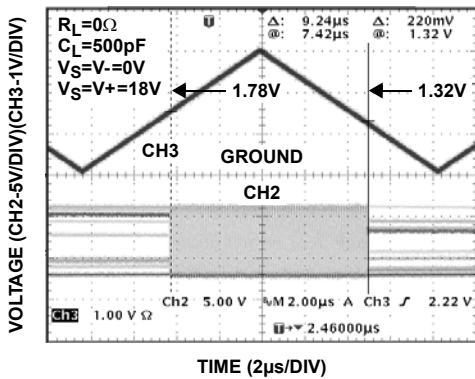 R_L=0Ω
C_L=500pF
V_S=V-=0V
V_S=V+=18V
Δ: 9.24µs Δ: 220mV
@: 7.42µs @: 1.32 V
1.78V
1.32V
CH3
GROUND
CH2
VOLTAGE (CH2-5V/DIV)(CH3-1V/DIV)
Ch2 5.00 V M 2.00µs A Ch3 2.22 V
Ch3 1.00 V Ω
T 2.46000µs
TIME (2µs/DIV)